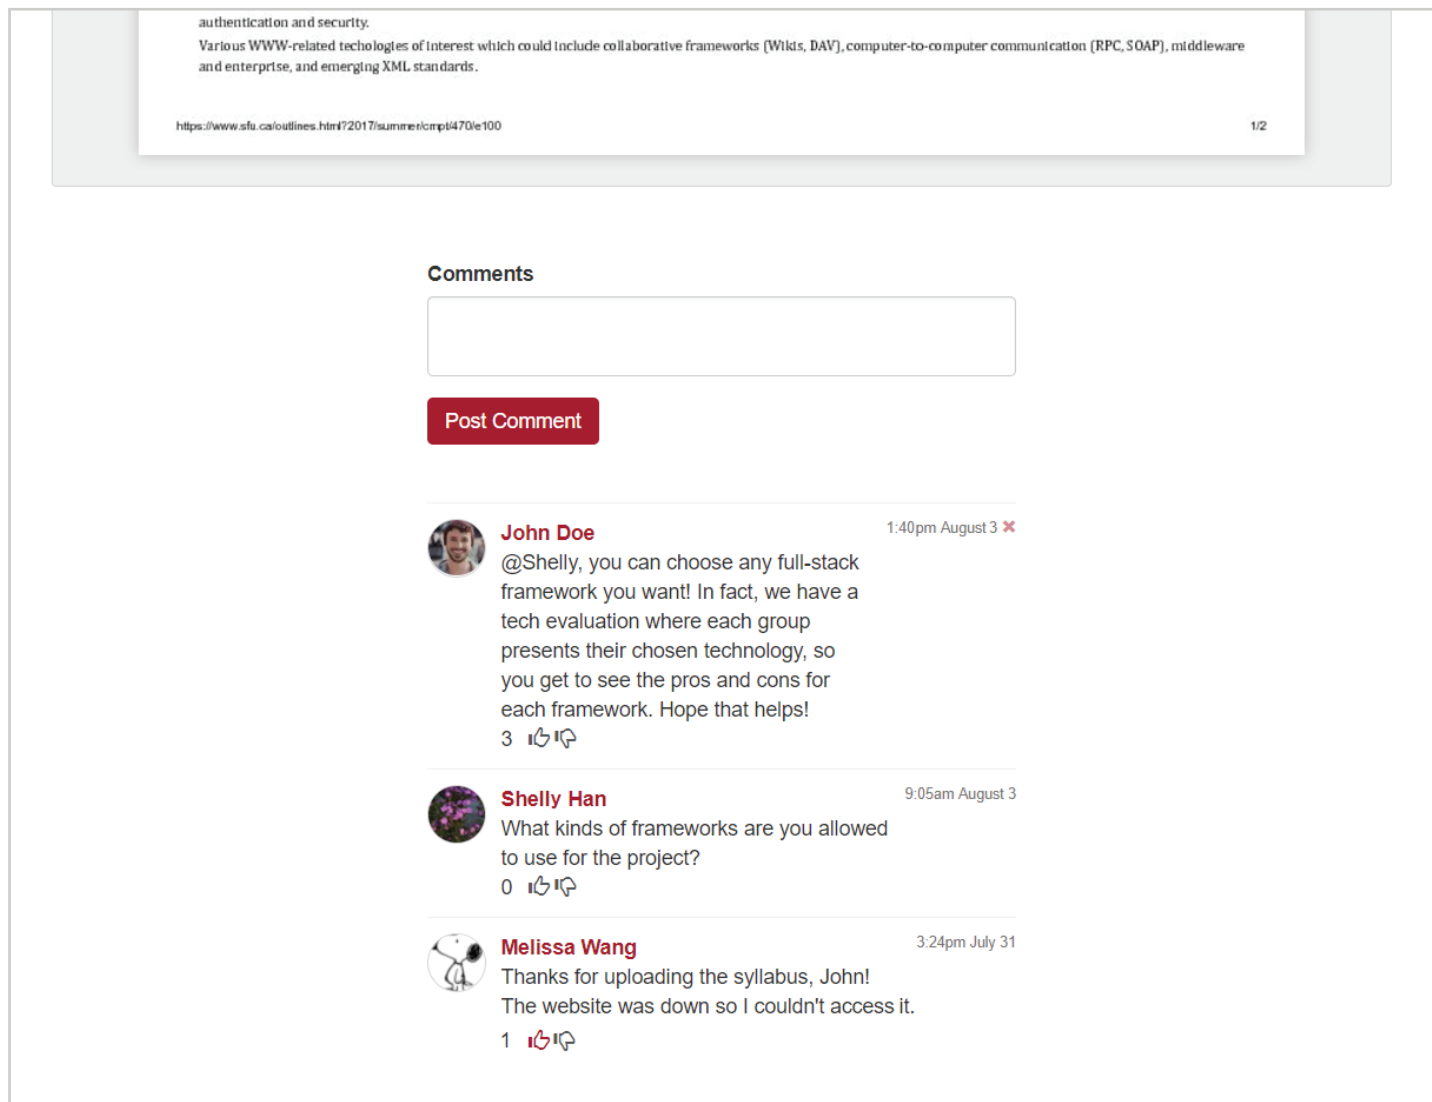 authentication and security.
Various WWW-related techologies of interest which could include collaborative frameworks (Wikis, DAV), computer-to-computer communication (RPC, SOAP), middleware
and enterprise, and emerging XML standards.
https://www.sfu.ca/outlines.html?2017/summer/cmpt/470/e100 1/2
Comments
Post Comment
John Doe 1:40pm August 3
@Shelly, you can choose any full-stack
framework you want! In fact, we have a
tech evaluation where each group
presents their chosen technology, so
you get to see the pros and cons for
each framework. Hope that helps!
3
Shelly Han 9:05am August 3
What kinds of frameworks are you allowed
to use for the project?
0
Melissa Wang 3:24pm July 31
Thanks for uploading the syllabus, John!
The website was down so I couldn't access it.
1